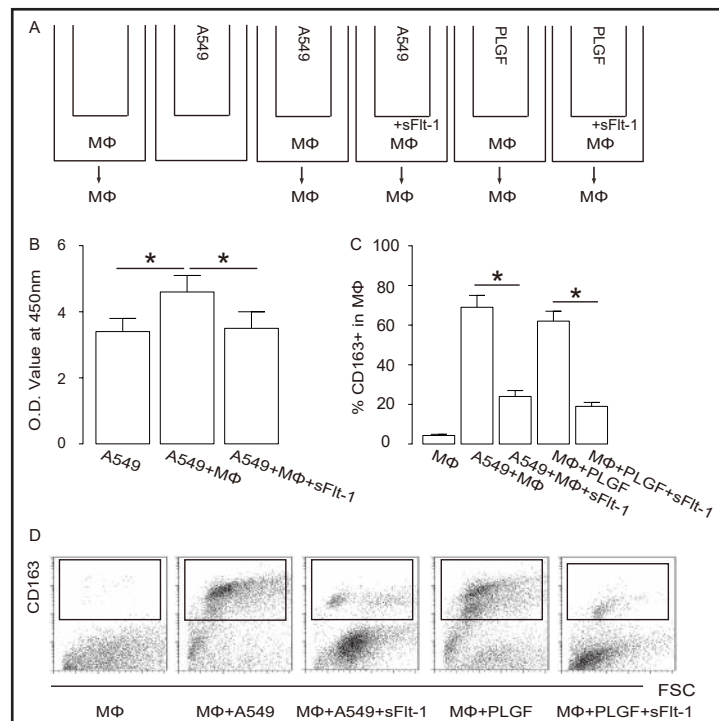 A
A549
A549
A549
PLGF
PLGF
+sFlt-1
+sFlt-1
MΦ
MΦ
MΦ
MΦ
MΦ
MΦ
MΦ
MΦ
MΦ
MΦ
B
O.D. Value at 450nm
6
4
2
0
*
*
A549
A549+MΦ
A549+MΦ+sFlt-1
C
% CD163+ in MΦ
100
80
60
40
20
0
*
*
MΦ
A549+MΦ
A549+MΦ+sFlt-1
MΦ+PLGF
MΦ+PLGF+sFlt-1
D
CD163
FSC
MΦ
MΦ+A549
MΦ+A549+sFlt-1
MΦ+PLGF
MΦ+PLGF+sFlt-1